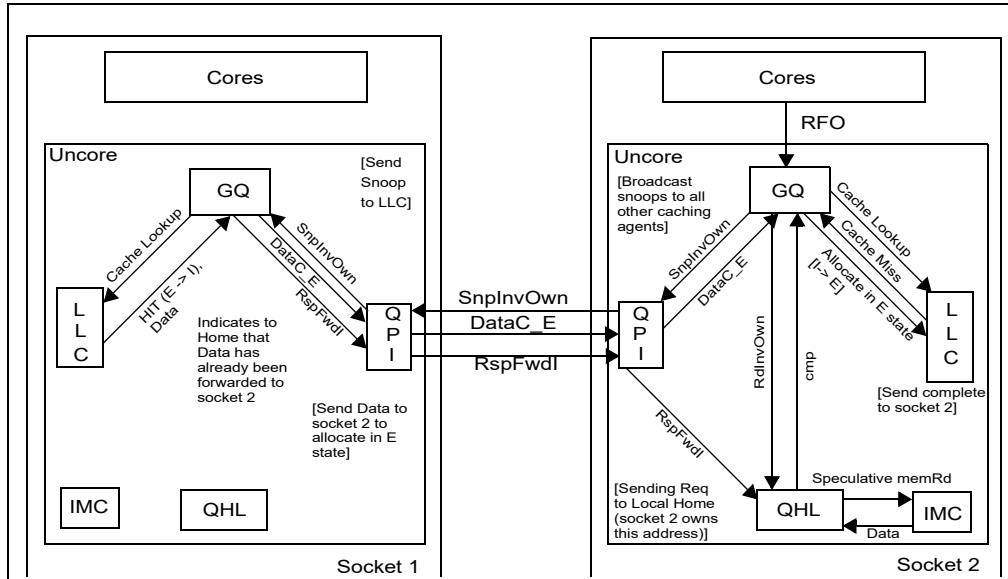 Cores
Uncore
[Send
Snoop
to LLC]
GQ
Cache Lookup
HIT (E -> I),
Data
SnpInvOwn
DataC_E
RspFwdI
L
L
C
Q
P
I
Indicates to
Home that
Data has
already been
forwarded to
socket 2
[Send Data to
socket 2 to
allocate in E
state]
IMC
QHL
Socket 1
SnpInvOwn
DataC_E
RspFwdI
Cores
RFO
Uncore
[Broadcast
snoops to all
other caching
agents]
GQ
SnpInvOwn
DataC_E
Cache Lookup
Cache Miss
Allocate in E state
[I-> E]
Q
P
I
L
L
C
RdInvOwn
cmp
[Send complete
to socket 2]
RspFwdI
[Sending Req
to Local Home
(socket 2 owns
this address)]
QHL
Speculative memRd
Data
IMC
Socket 2